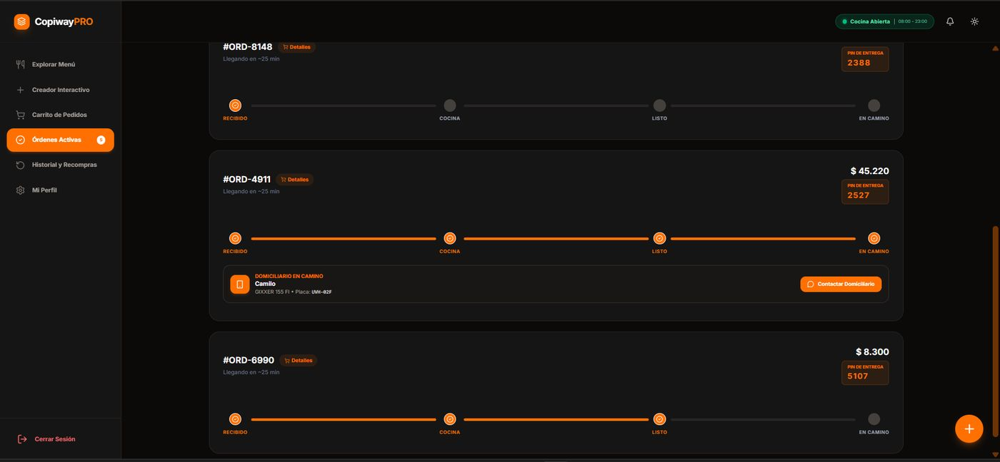 CopiwayPRO
Cocina Abierta | 08:00 - 23:00
Explorar Menú
Creador Interactivo
Carrito de Pedidos
Órdenes Activas 5
Historial y Recompras
Mi Perfil
Cerrar Sesión
#ORD-8148 Detalles
Llegando en ~25 min
PIN DE ENTREGA
2388
RECIBIDO COCINA LISTO EN CAMINO
#ORD-4911 Detalles
Llegando en ~25 min
$ 45.220
PIN DE ENTREGA
2527
RECIBIDO COCINA LISTO EN CAMINO
DOMICILIARIO EN CAMINO
Camilo
GIXXER 155 FI • Placa: UVH-02F
Contactar Domiciliario
#ORD-6990 Detalles
Llegando en ~25 min
$ 8.300
PIN DE ENTREGA
5107
RECIBIDO COCINA LISTO EN CAMINO